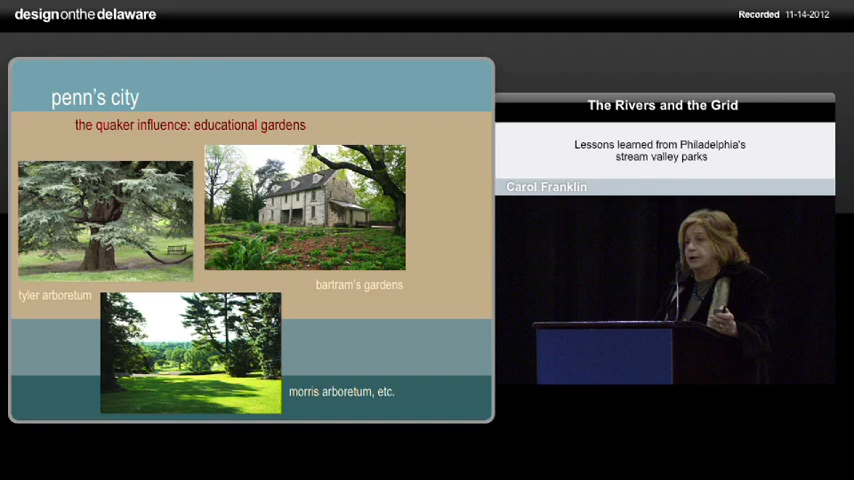 designonthedelaware
Recorded 11-14-2012
penn's city
the quaker influence: educational gardens
tyler arboretum
bartram's gardens
morris arboretum, etc.
The Rivers and the Grid
Lessons learned from Philadelphia's
stream valley parks
Carol Franklin